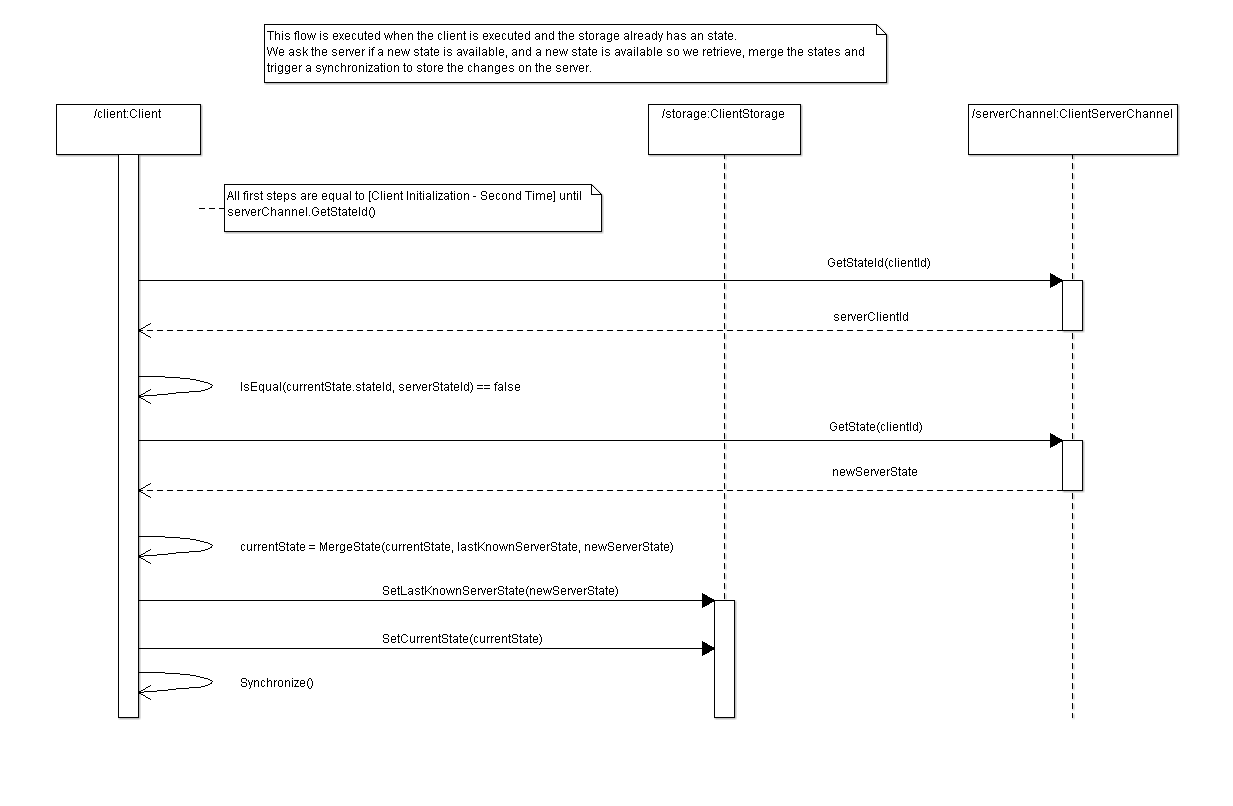 This flow is executed when the client is executed and the storage already has an state.
We ask the server if a new state is available, and a new state is available so we retrieve, merge the states and
trigger a synchronization to store the changes on the server.
/client:Client
/storage:ClientStorage
/serverChannel:ClientServerChannel
All first steps are equal to [Client Initialization - Second Time] until
serverChannel.GetStateId()
GetStateId(clientId)
serverClientId
IsEqual(currentState.stateId, serverStateId) == false
GetState(clientId)
newServerState
currentState = MergeState(currentState, lastKnownServerState, newServerState)
SetLastKnownServerState(newServerState)
SetCurrentState(currentState)
Synchronize()